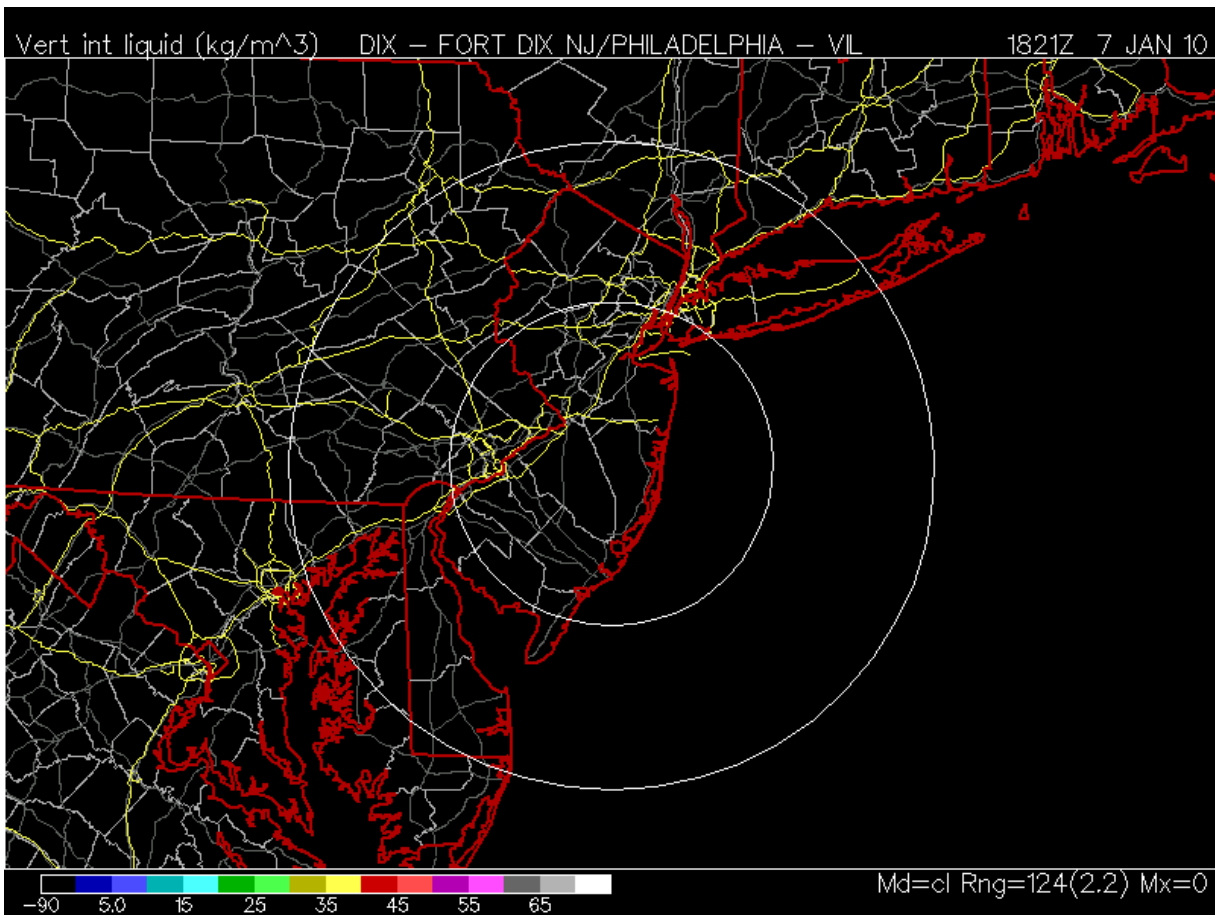 Vert int liquid (kg/m^3) DIX – FORT DIX NJ/PHILADELPHIA – VIL 1821Z 7 JAN 10
Md=cl Rng=124(2.2) Mx=0
-90 5.0 15 25 35 45 55 65